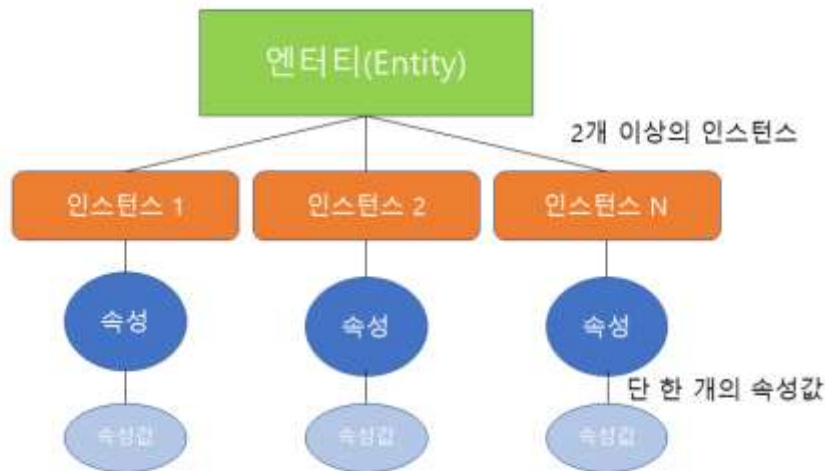 엔터티(Entity)
2개 이상의 인스턴스
인스턴스 1
인스턴스 2
인스턴스 N
속성
속성
속성
단 한 개의 속성값
속성값
속성값
속성값